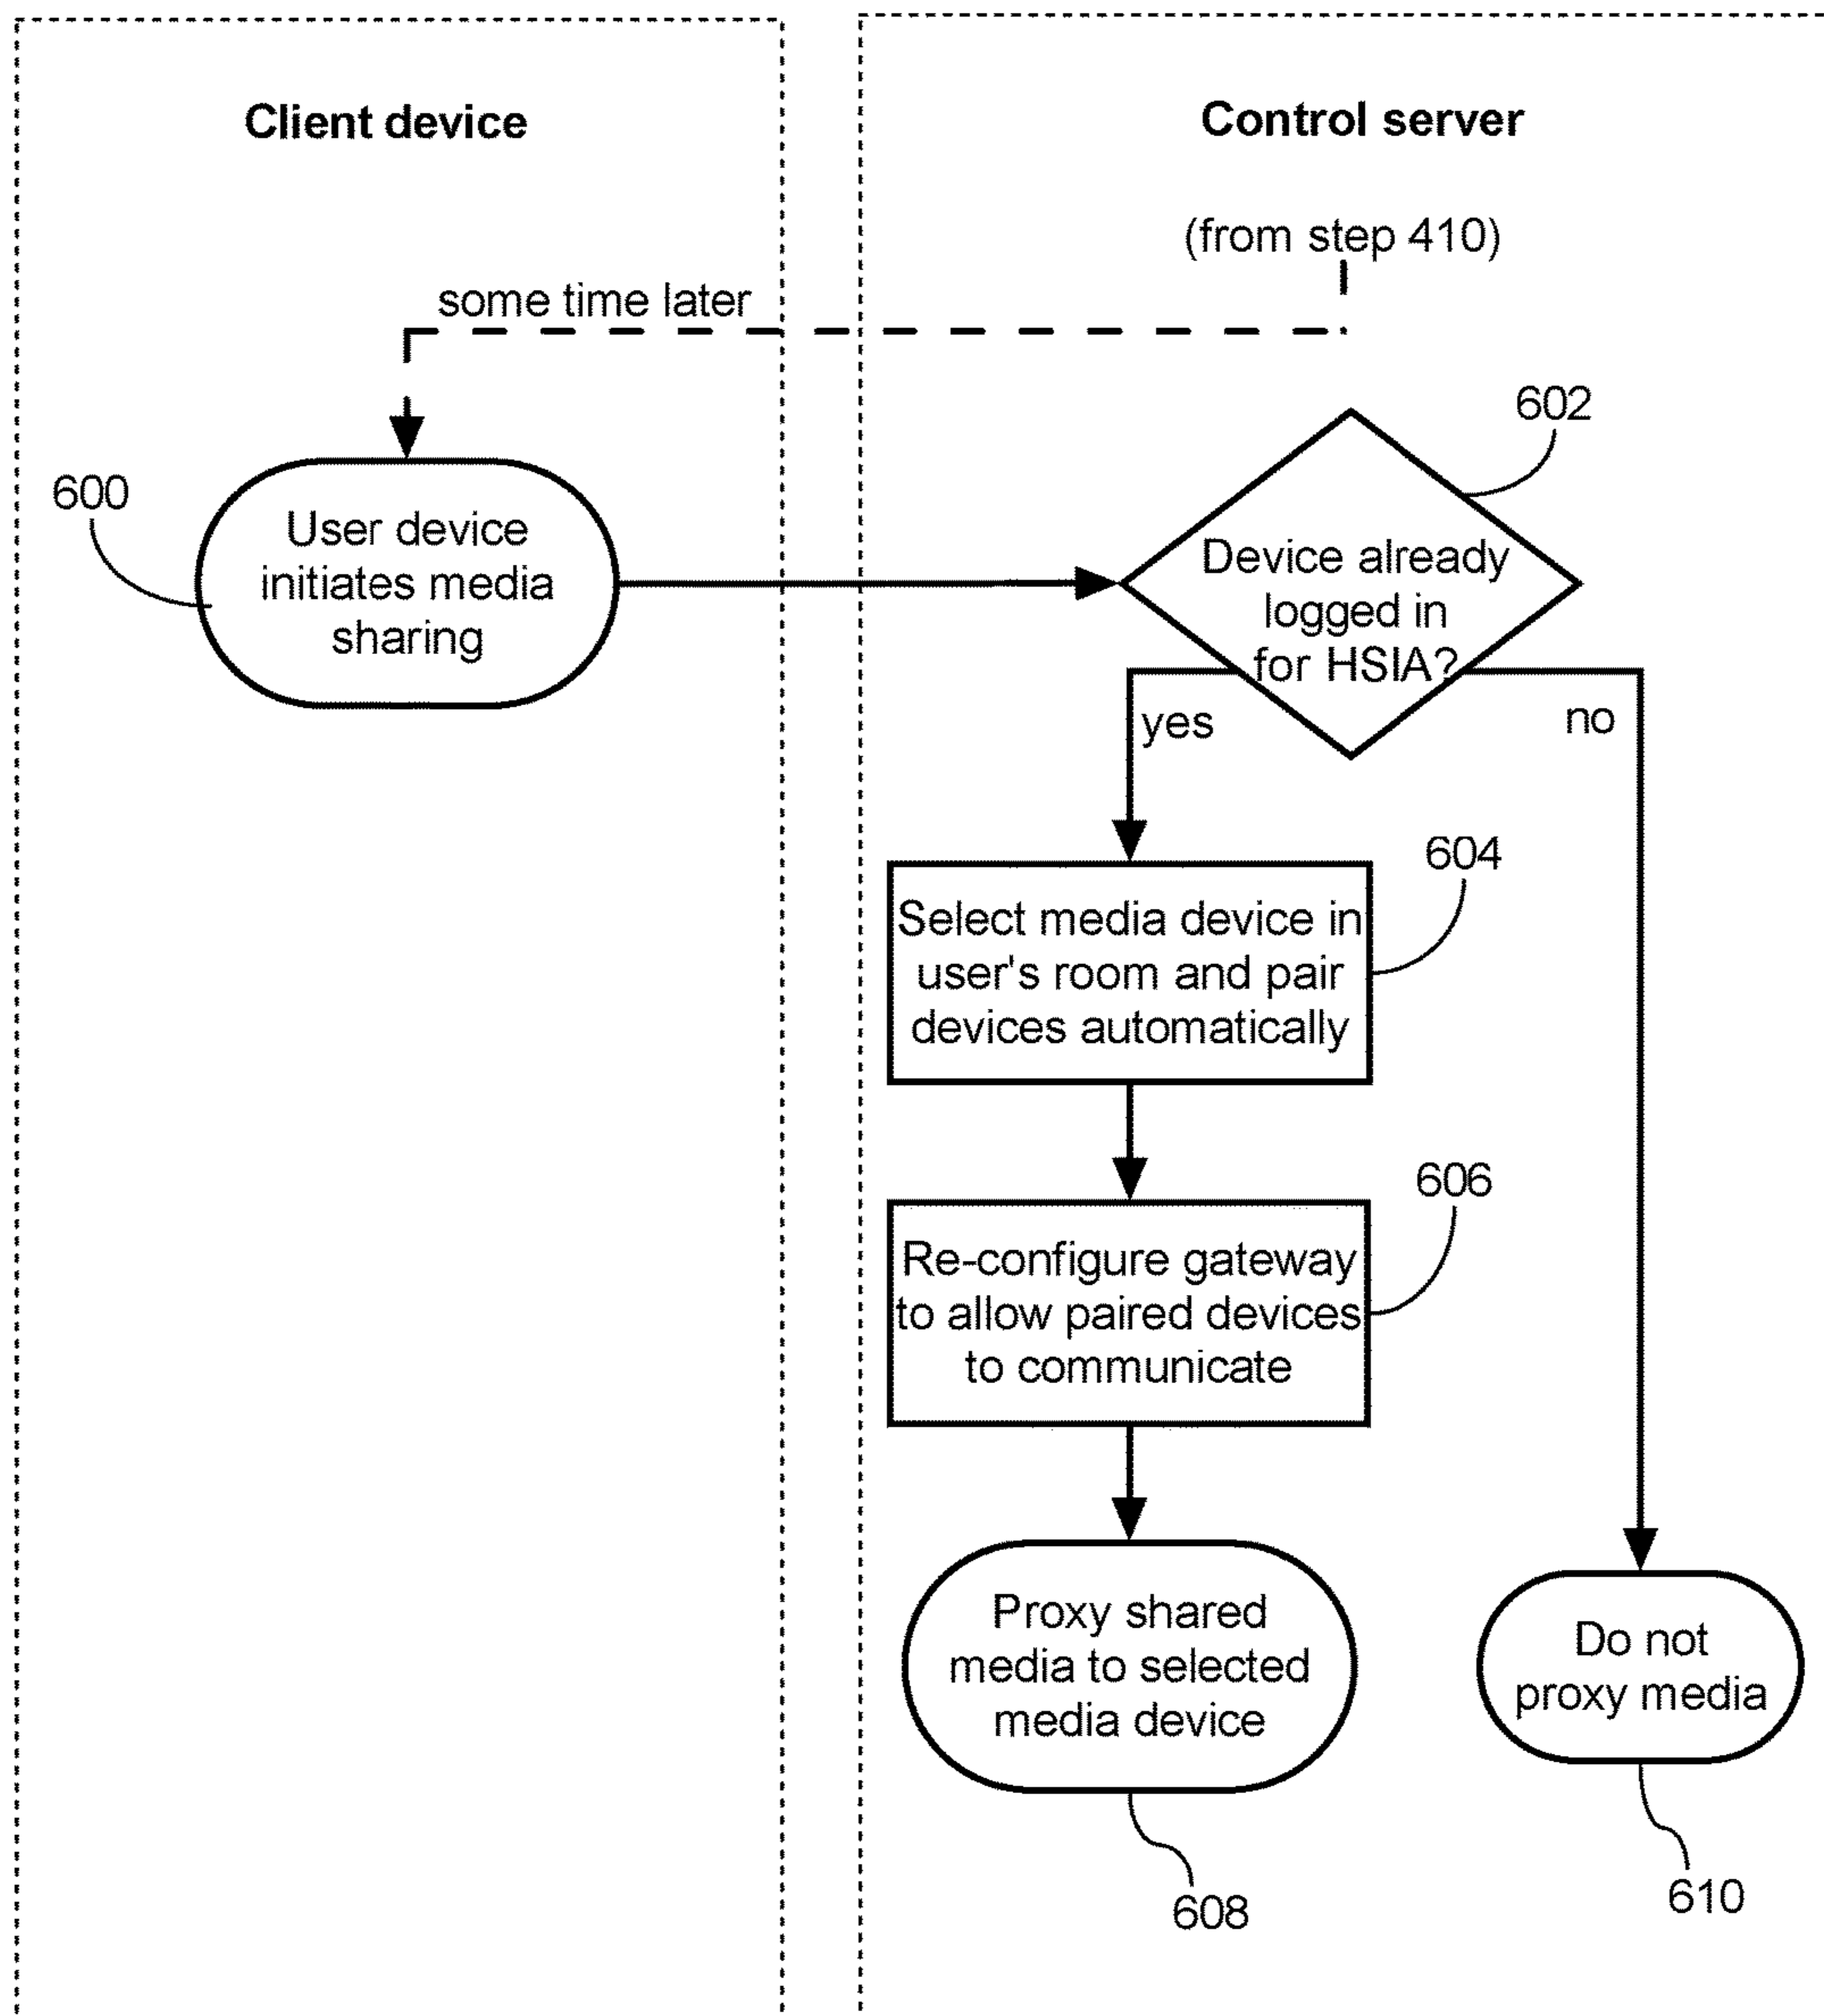 Client device
Control server
(from step 410)
some time later
602
600
User device
initiates media
sharing
Device already
logged in
for HSIA?
yes
no
604
Select media device in
user's room and pair
devices automatically
606
Re-configure gateway
to allow paired devices
to communicate
Proxy shared
media to selected
media device
Do not
proxy media
608
610